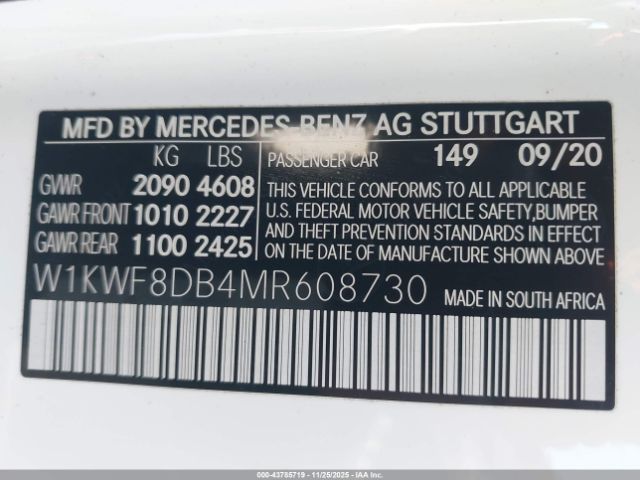 MFD BY MERCEDES-BENZ AG STUTTGART
KG LBS PASSENGER CAR 149 09/20
GVWR 2090 4608
GAWR FRONT 1010 2227
GAWR REAR 1100 2425
THIS VEHICLE CONFORMS TO ALL APPLICABLE
U.S. FEDERAL MOTOR VEHICLE SAFETY,BUMPER
AND THEFT PREVENTION STANDARDS IN EFFECT
ON THE DATE OF MANUFACTURE SHOWN ABOVE
W1KWF8DB4MR608730 MADE IN SOUTH AFRICA
© IAAI 43785719 - 11/25/2025 - IAAI.COM